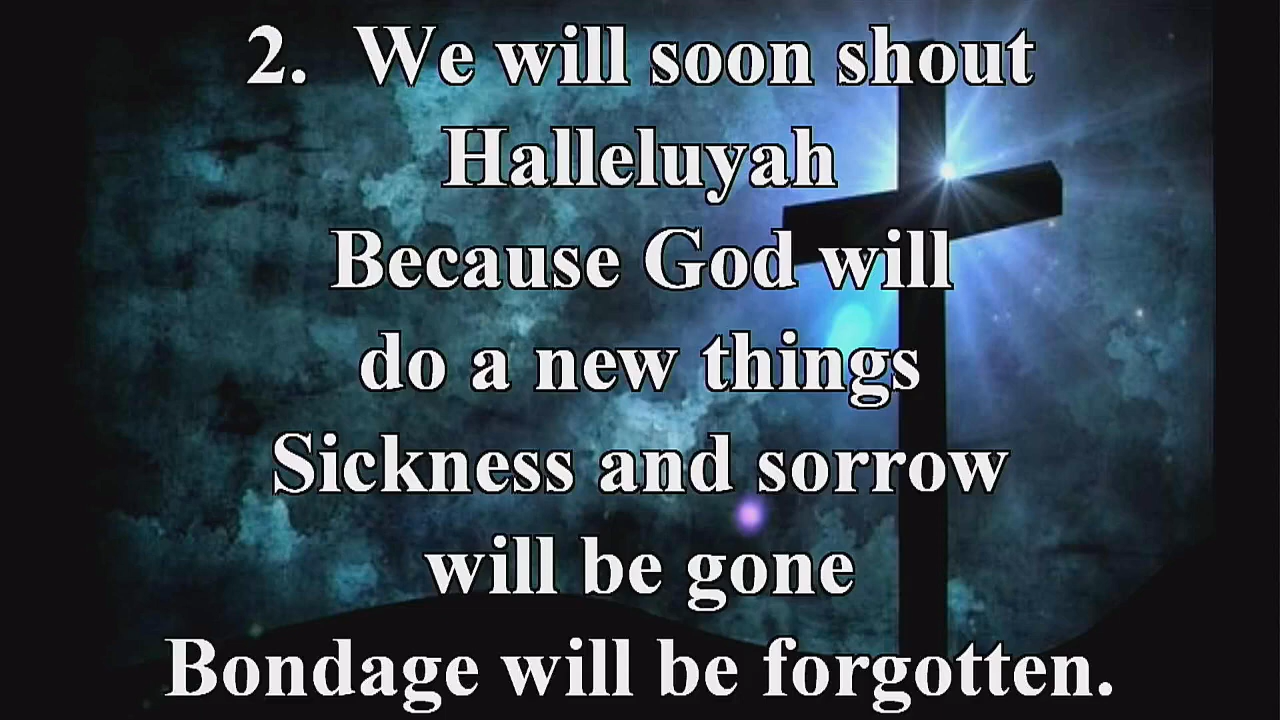 2. We will soon shout
Halleluyah
Because God will
do a new things
Sickness and sorrow
will be gone
Bondage will be forgotten.